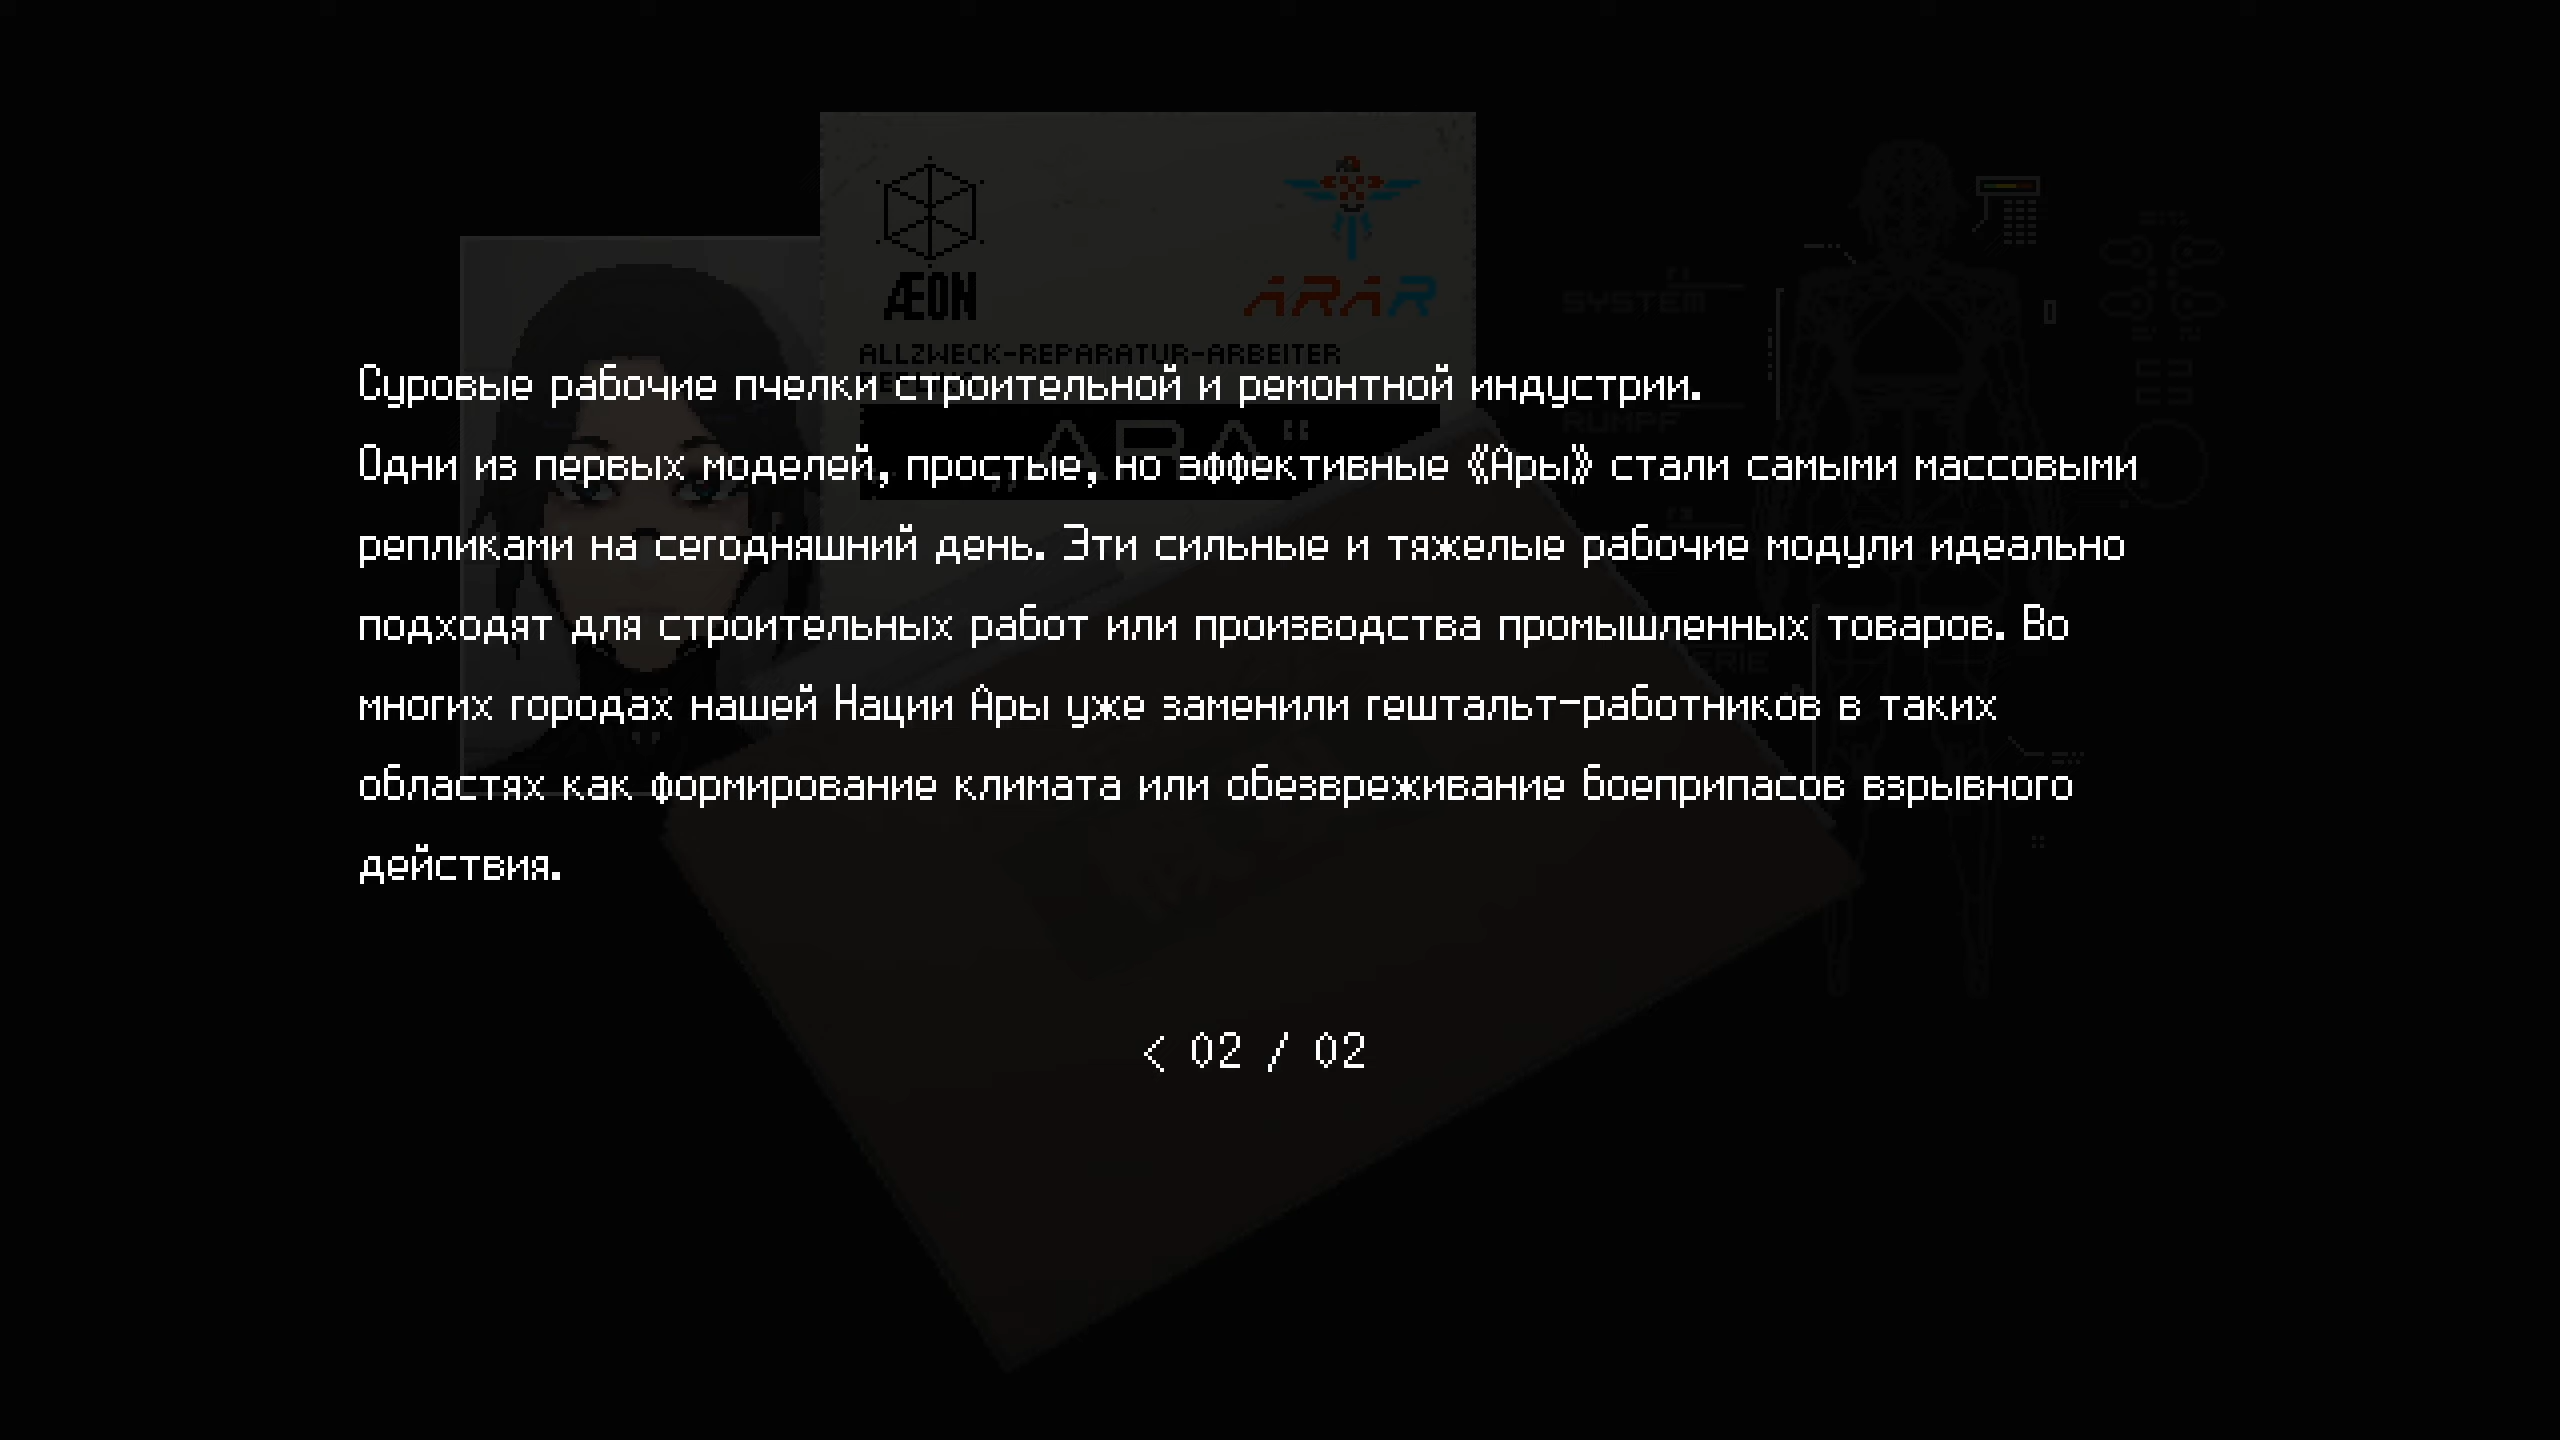 ÆON
ARAR
ALLZWECK-REPARATUR-ARBEITER
„ARA“
SYSTEM
RUMPF
Суровые рабочие пчелки строительной и ремонтной индустрии.
Одни из первых моделей, простые, но эффективные 《Ары》 стали самыми массовыми
репликами на сегодняшний день. Эти сильные и тяжелые рабочие модули идеально
подходят для строительных работ или производства промышленных товаров. Во
многих городах нашей Нации Ары уже заменили гештальт-работников в таких
областях как формирование климата или обезвреживание боеприпасов взрывного
действия.
< 02 / 02